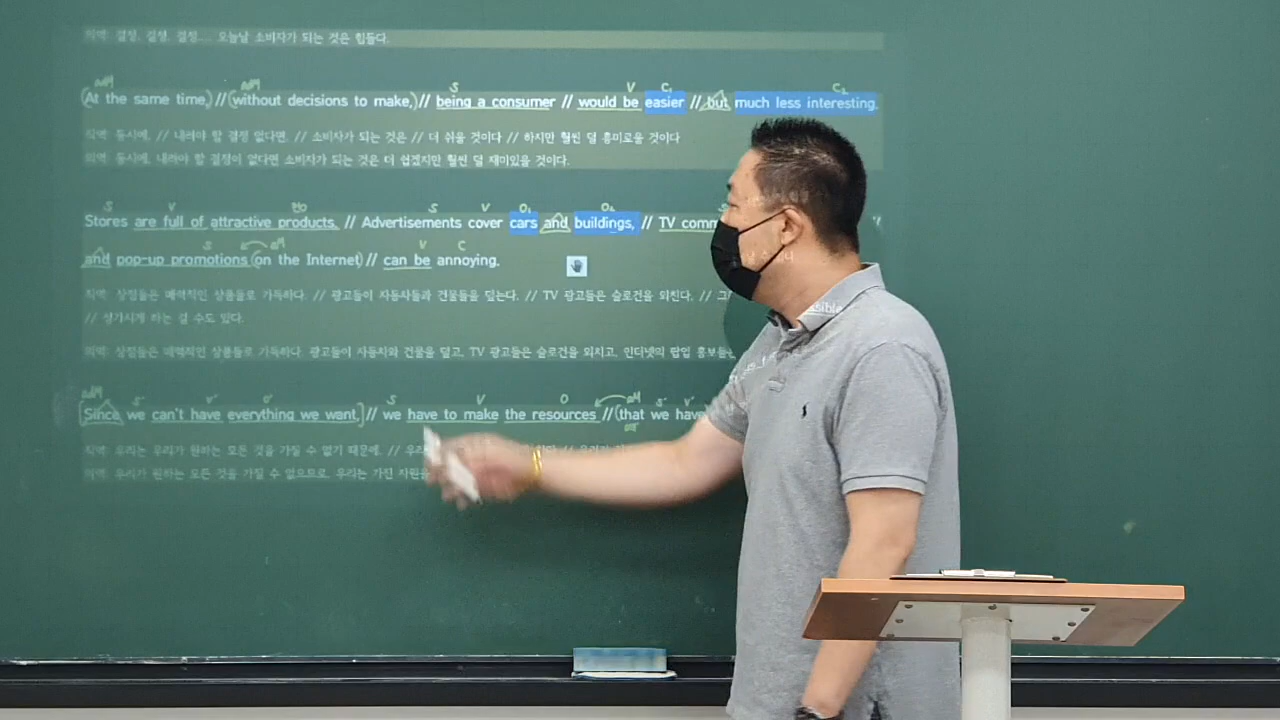 직역: 결정, 결정, 결정.... 오늘날 소비자가 되는 것은 힘들다.
(At the same time,) // (without decisions to make,) // being a consumer // would be easier // but much less interesting.
직역: 동시에, // 내려야 할 결정 없다면, // 소비자가 되는 것은 // 더 쉬울 것이다 // 하지만 훨씬 덜 흥미로울 것이다
의역: 동시에, 내려야 할 결정이 없다면 소비자가 되는 것은 더 쉽겠지만 훨씬 덜 재미있을 것이다.
Stores are full of attractive products, // Advertisements cover cars and buildings, // TV comm
and pop-up promotions (on the Internet) // can be annoying.
직역: 상점들은 매력적인 상품들로 가득하다. // 광고들이 자동차들과 건물들을 덮는다. // TV 광고들은 슬로건을 외친다. // 그
// 성가시게 하는 걸 수도 있다.
의역: 상점들은 매력적인 상품들로 가득하다. 광고들이 자동차와 건물을 덮고, TV 광고들은 슬로건을 외치고, 인터넷의 팝업 홍보들은
[Since we can't have everything we want,] // we have to make the resources // (that we have
직역: 우리는 우리가 원하는 모든 것을 가질 수 없기 때문에, // 우리
의역: 우리가 원하는 모든 것을 가질 수 없으므로, 우리는 가진 자원을